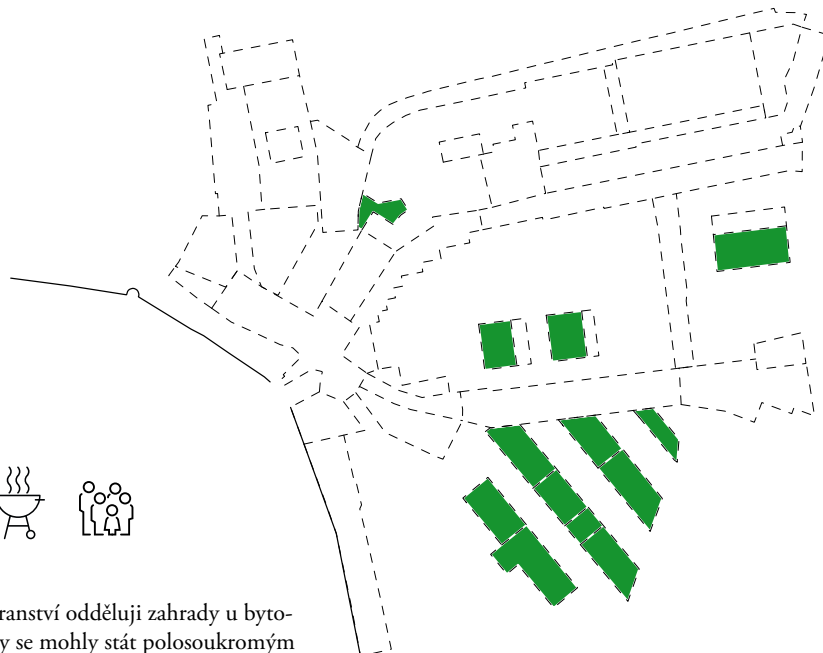 ranství odděluji zahrady u byto-
y se mohly stát polosoukromým